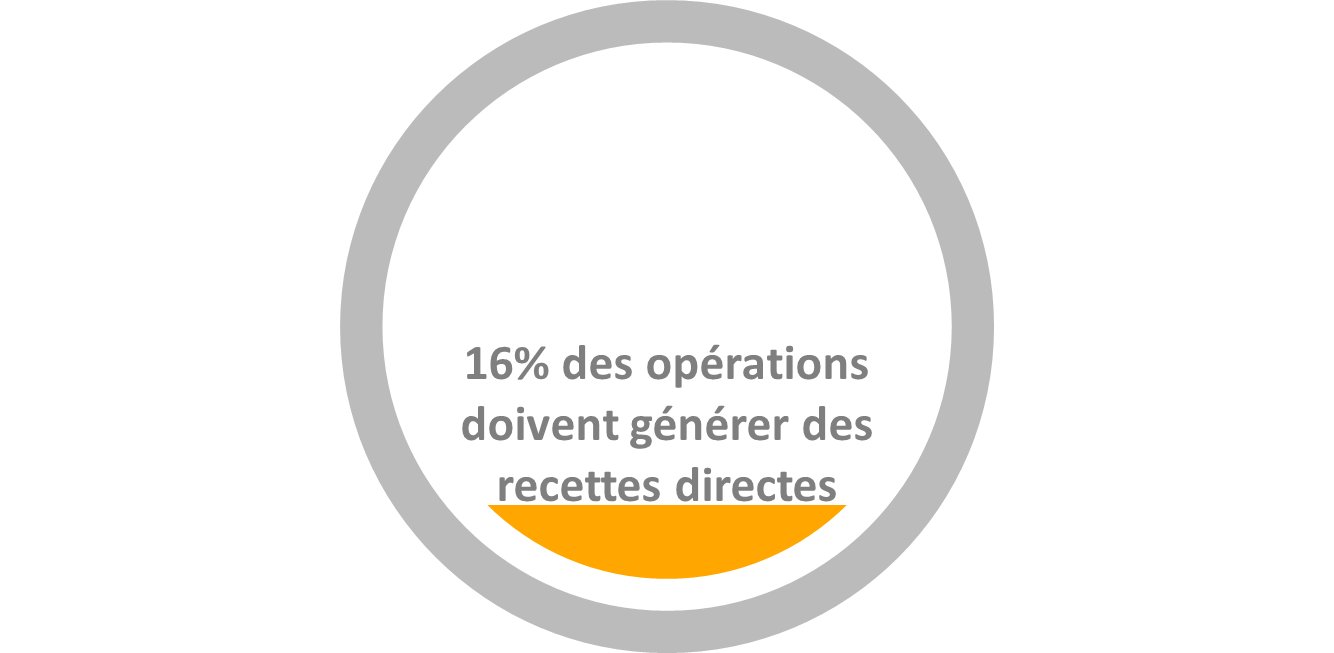 16% des opérations
doivent générer des
recettes directes